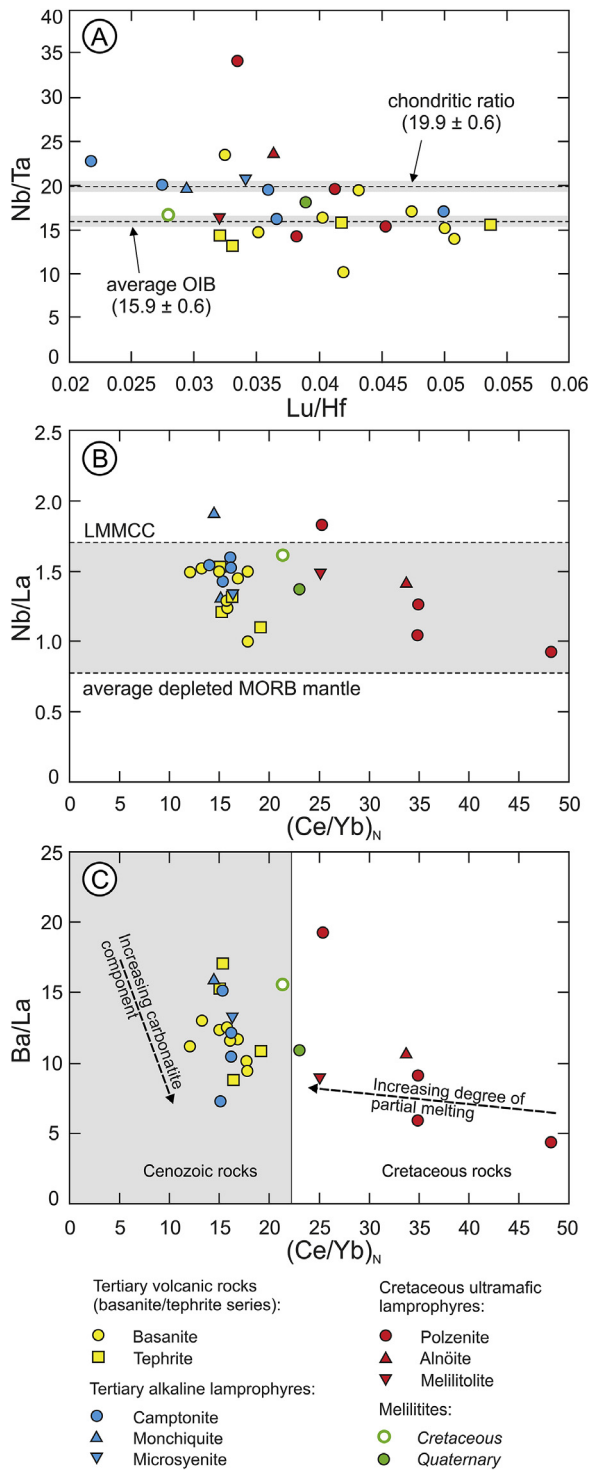 A
40
35
30
25
20
15
10
5
0
Nb/Ta
chondritic ratio
(19.9 ± 0.6)
average OIB
(15.9 ± 0.6)
0.02 0.025 0.03 0.035 0.04 0.045 0.05 0.055 0.06
Lu/Hf
B
2.5
2.0
1.5
1.0
0.5
0
Nb/La
LMMCC
average depleted MORB mantle
0 5 10 15 20 25 30 35 40 45 50
(Ce/Yb)N
C
25
20
15
10
5
0
Ba/La
Increasing carbonatite
component
Increasing degree of
partial melting
Cenozoic rocks
Cretaceous rocks
0 5 10 15 20 25 30 35 40 45 50
(Ce/Yb)N
Tertiary volcanic rocks
(basanite/tephrite series):
Basanite
Tephrite
Tertiary alkaline lamprophyres:
Camptonite
Monchiquite
Microsyenite
Cretaceous ultramafic
lamprophyres:
Polzenite
Alnöite
Melilitolite
Melilitites:
Cretaceous
Quaternary